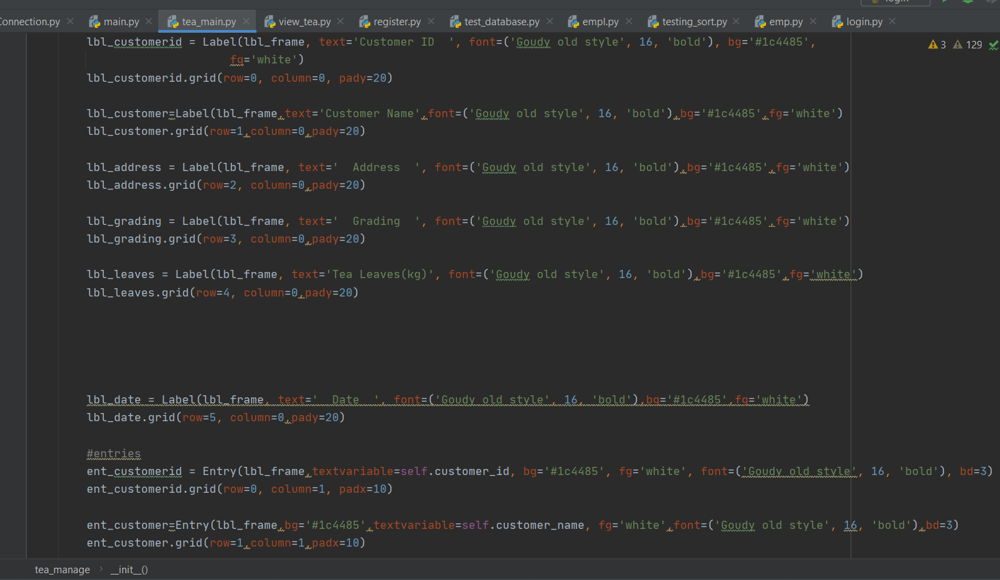 Connection.py main.py tea_main.py view_tea.py register.py test_database.py empl.py testing_sort.py emp.py login.py
lbl_customerid = Label(lbl_frame, text='Customer ID  ', font=('Goudy old style', 16, 'bold'), bg='#1c4485',
fg='white')
3 129
lbl_customerid.grid(row=0, column=0, pady=20)
lbl_customer=Label(lbl_frame,text='Customer Name',font=('Goudy old style', 16, 'bold'),bg='#1c4485',fg='white')
lbl_customer.grid(row=1,column=0,pady=20)
lbl_address = Label(lbl_frame, text='  Address  ', font=('Goudy old style', 16, 'bold'),bg='#1c4485',fg='white')
lbl_address.grid(row=2, column=0,pady=20)
lbl_grading = Label(lbl_frame, text='  Grading  ', font=('Goudy old style', 16, 'bold'),bg='#1c4485',fg='white')
lbl_grading.grid(row=3, column=0,pady=20)
lbl_leaves = Label(lbl_frame, text='Tea Leaves(kg)', font=('Goudy old style', 16, 'bold'),bg='#1c4485',fg='white')
lbl_leaves.grid(row=4, column=0,pady=20)
lbl_date = Label(lbl_frame, text='  Date  ', font=('Goudy old style', 16, 'bold'),bg='#1c4485',fg='white')
lbl_date.grid(row=5, column=0,pady=20)
#entries
ent_customerid = Entry(lbl_frame,textvariable=self.customer_id, bg='#1c4485', fg='white', font=('Goudy old style', 16, 'bold'), bd=3)
ent_customerid.grid(row=0, column=1, padx=10)
ent_customer=Entry(lbl_frame,bg='#1c4485',textvariable=self.customer_name, fg='white',font=('Goudy old style', 16, 'bold'),bd=3)
ent_customer.grid(row=1,column=1,padx=10)
tea_manage › __init__()